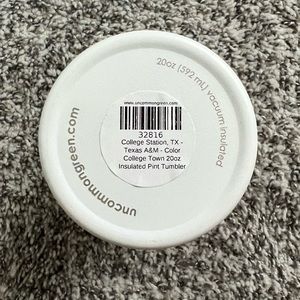 20oz (592 mL) vacuum insulated
uncommongreen.com
www.uncommongreen.com
32816
College Station, TX -
Texas A&M - Color
College Town 20oz
Insulated Pint Tumbler